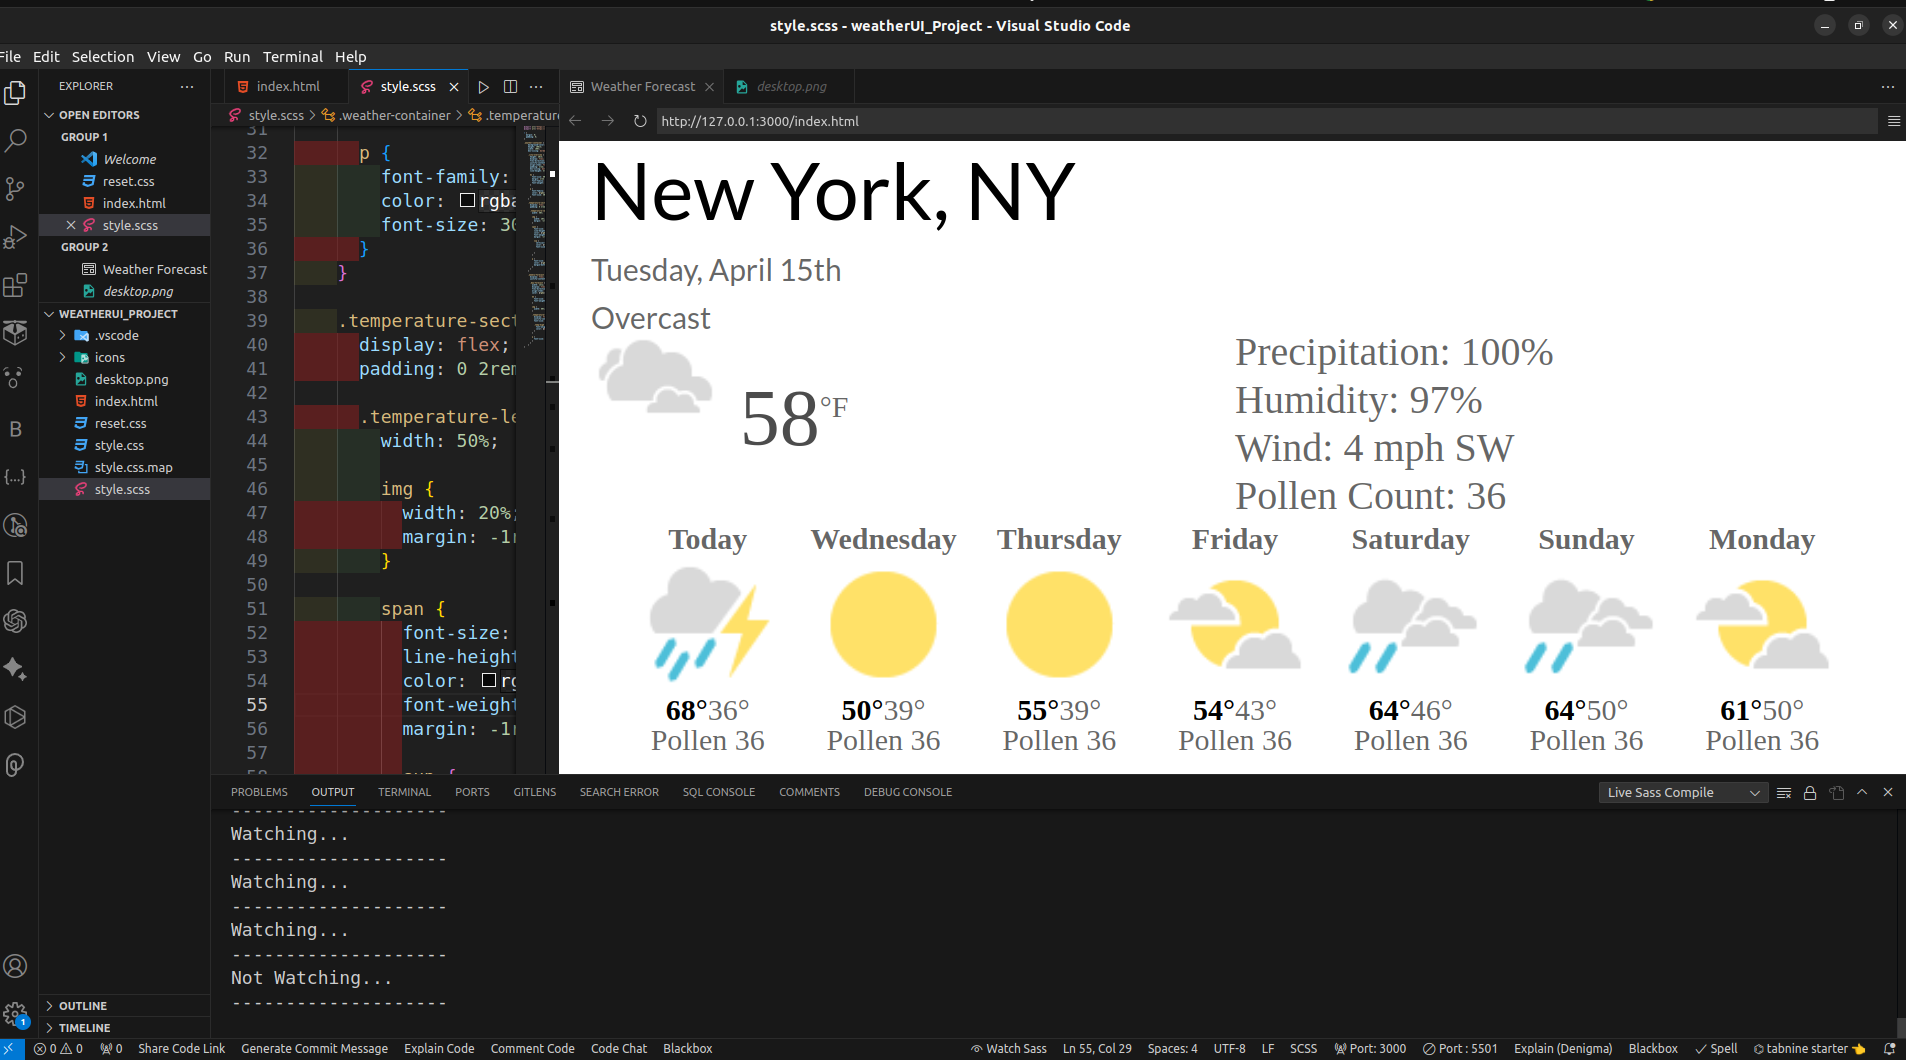 style.scss - weatherUI_Project - Visual Studio Code
File Edit Selection View Go Run Terminal Help
EXPLORER
OPEN EDITORS
GROUP 1
Welcome
reset.css
index.html
style.scss
GROUP 2
Weather Forecast
desktop.png
WEATHERUI_PROJECT
.vscode
icons
desktop.png
index.html
reset.css
style.css
style.css.map
style.scss
OUTLINE
TIMELINE
index.html style.scss
style.scss > .weather-container > .temperature
31
32 p {
33 font-family:
34 color: rgba
35 font-size: 30
36 }
37 }
38
39 .temperature-sect
40 display: flex;
41 padding: 0 2rem
42
43 .temperature-le
44 width: 50%;
45
46 img {
47 width: 20%;
48 margin: -1r
49 }
50
51 span {
52 font-size:
53 line-height
54 color: rg
55 font-weight
56 margin: -1r
57
Weather Forecast desktop.png
http://127.0.0.1:3000/index.html
New York, NY
Tuesday, April 15th
Overcast
58°F
Precipitation: 100%
Humidity: 97%
Wind: 4 mph SW
Pollen Count: 36
Today Wednesday Thursday Friday Saturday Sunday Monday
68°36° 50°39° 55°39° 54°43° 64°46° 64°50° 61°50°
Pollen 36 Pollen 36 Pollen 36 Pollen 36 Pollen 36 Pollen 36 Pollen 36
PROBLEMS OUTPUT TERMINAL PORTS GITLENS SEARCH ERROR SQL CONSOLE COMMENTS DEBUG CONSOLE Live Sass Compile
--------------------
Watching...
--------------------
Watching...
--------------------
Watching...
--------------------
Not Watching...
--------------------
1
0 0 0 Share Code Link Generate Commit Message Explain Code Comment Code Code Chat Blackbox Watch Sass Ln 55, Col 29 Spaces: 4 UTF-8 LF SCSS Port: 3000 Port : 5501 Explain (Denigma) Blackbox Spell tabnine starter